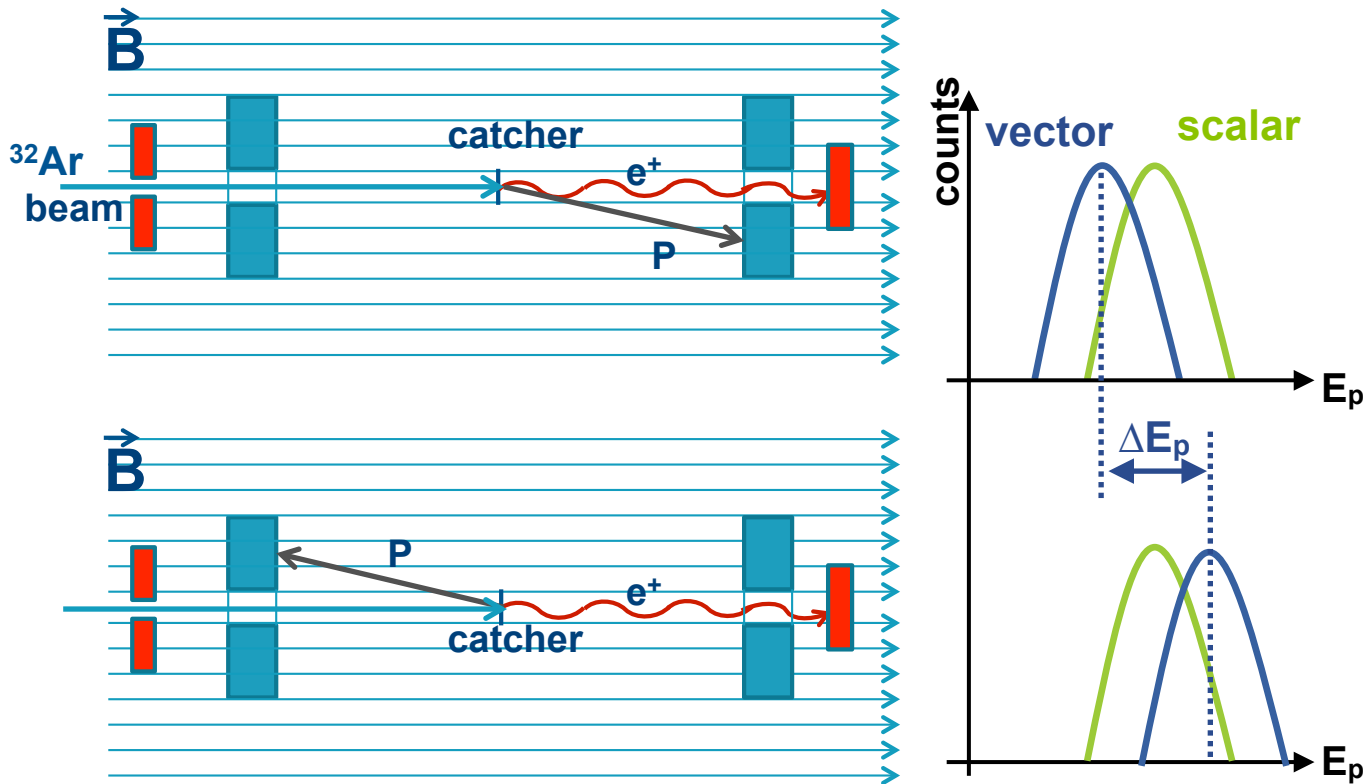 B
catcher
³²Ar
beam
e⁺
P
counts
vector
scalar
Eₚ
ΔEₚ
B
P
e⁺
catcher
Eₚ